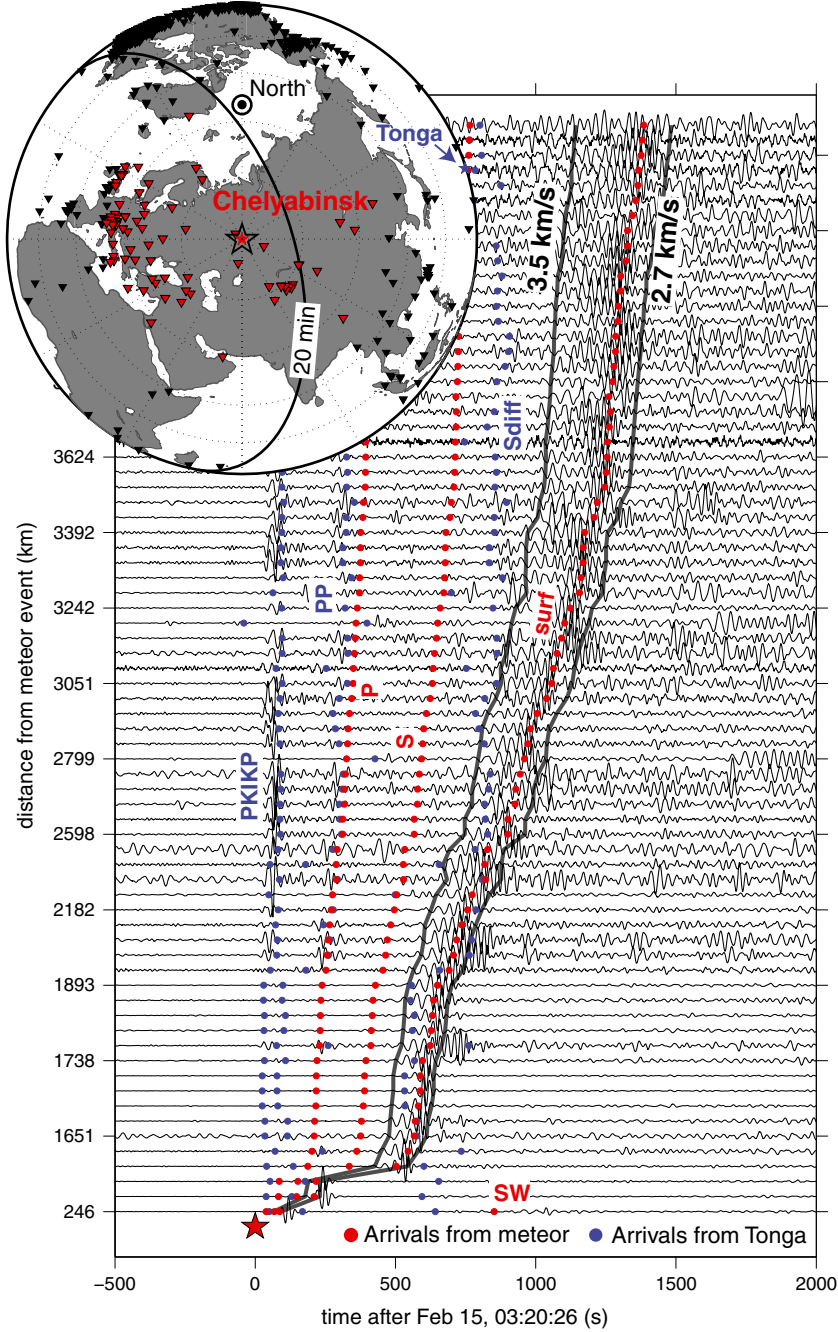 North
Tonga
Chelyabinsk
20 min
3.5 km/s
2.7 km/s
Sdiff
PP
surf
P
S
PKIKP
SW
distance from meteor event (km)
3624
3392
3242
3051
2799
2598
2182
1893
1738
1651
246
Arrivals from meteor
Arrivals from Tonga
−500 0 500 1000 1500 2000
time after Feb 15, 03:20:26 (s)